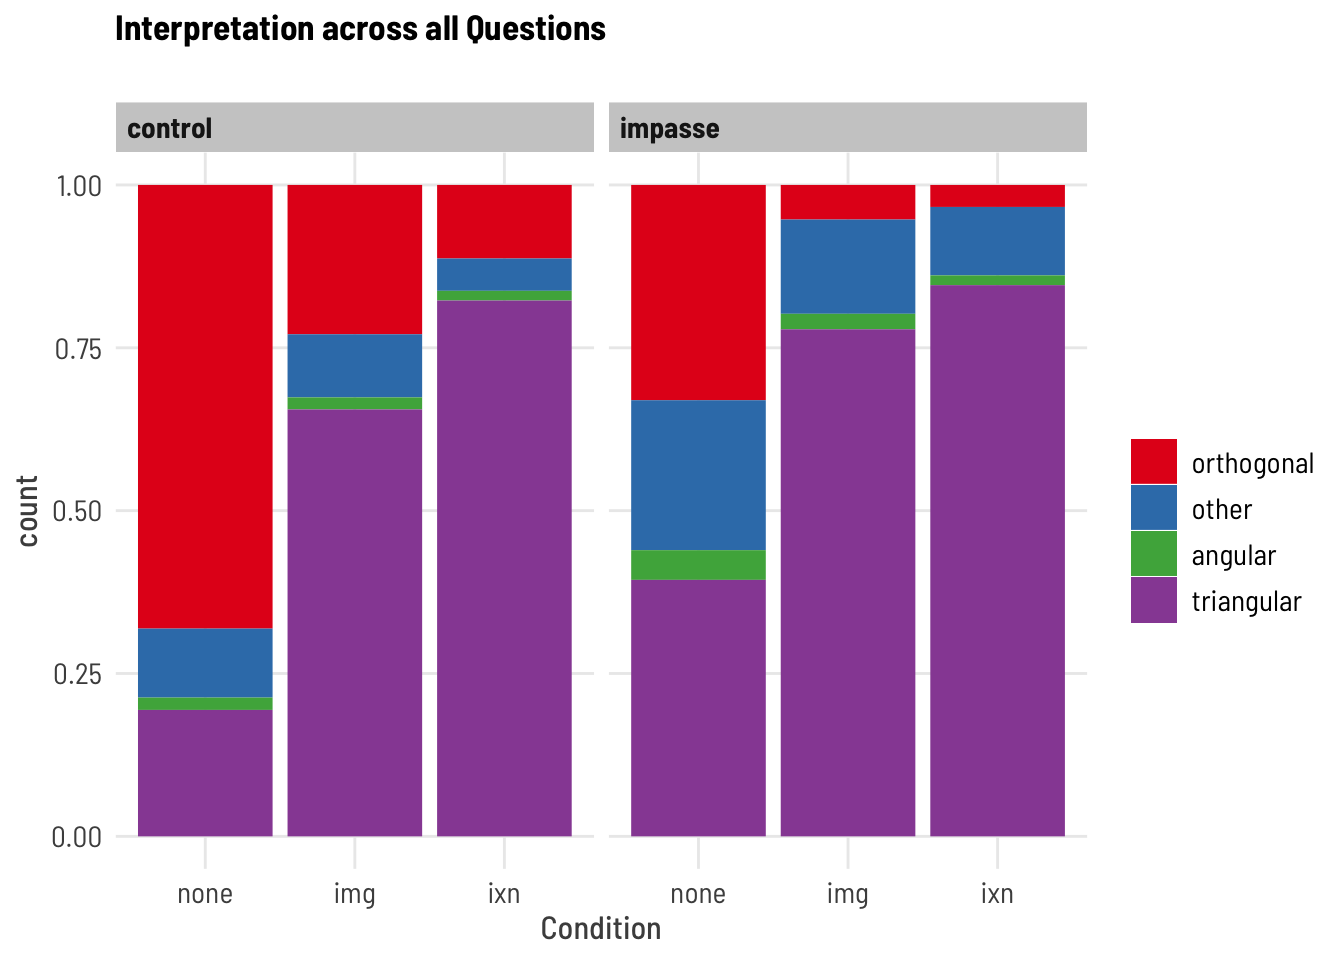 Interpretation across all Questions
control
impasse
1.00
0.75
0.50
0.25
0.00
count
none
img
ixn
none
img
ixn
Condition
orthogonal
other
angular
triangular